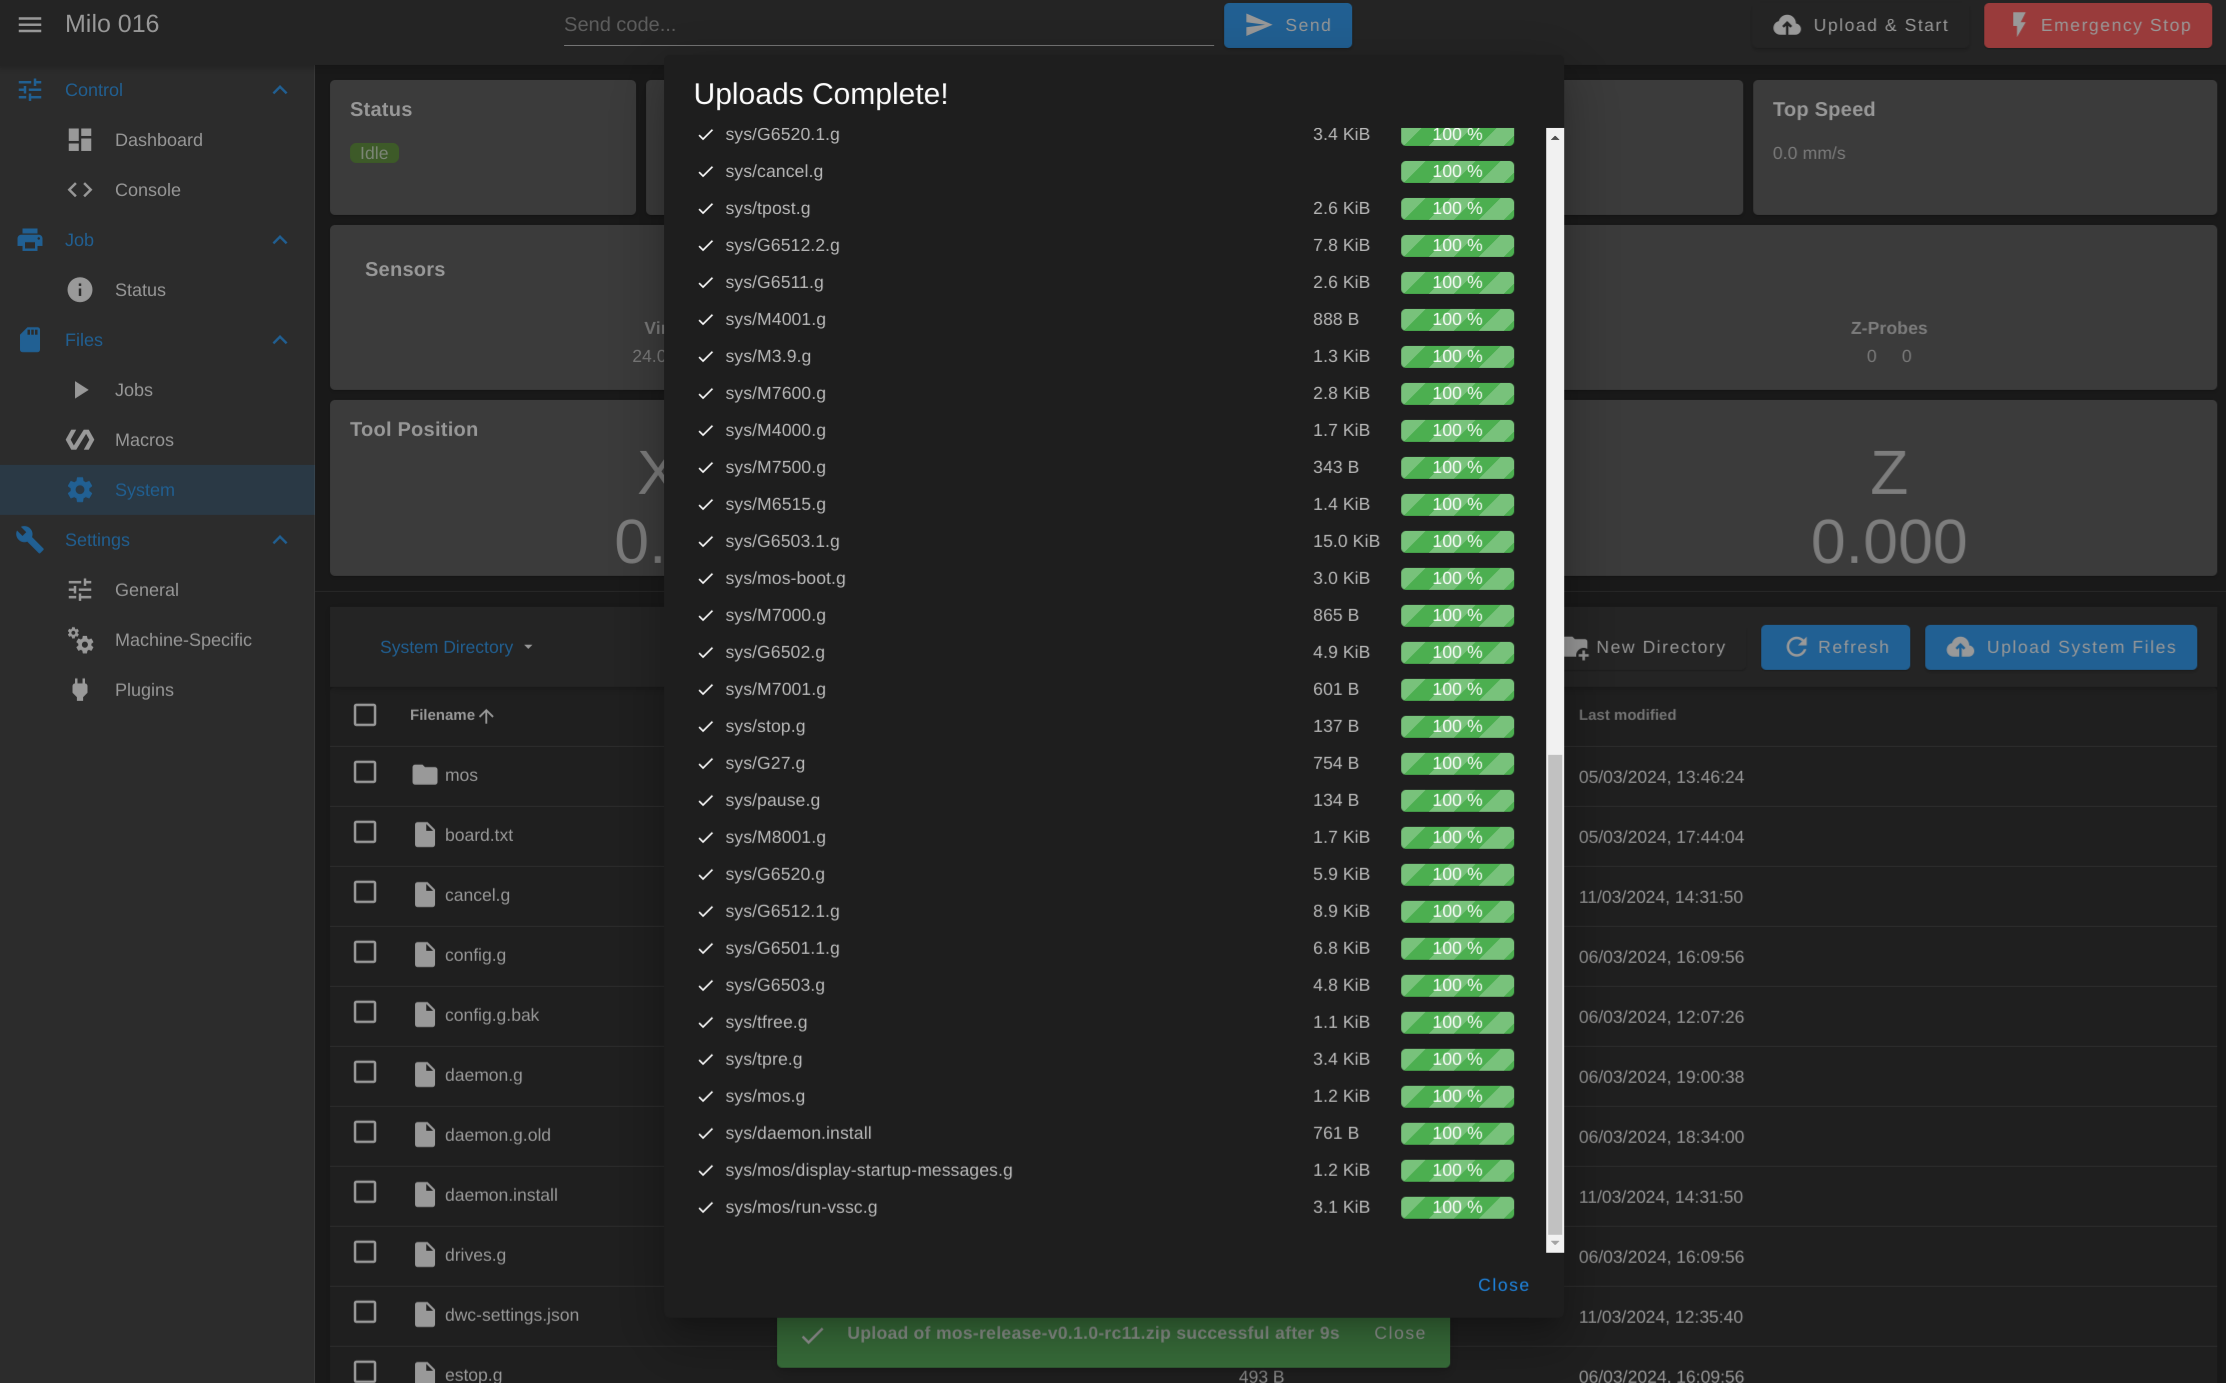 Milo 016
Send code...
Send
Upload & Start
Emergency Stop
Control
Dashboard
Console
Job
Status
Files
Jobs
Macros
System
Settings
General
Machine-Specific
Plugins
Status
Idle
Top Speed
0.0 mm/s
Sensors
Vi
24.0
Z-Probes
0 0
Tool Position
X
0.
Z
0.000
System Directory
New Directory
Refresh
Upload System Files
Filename
Last modified
mos
05/03/2024, 13:46:24
board.txt
05/03/2024, 17:44:04
cancel.g
11/03/2024, 14:31:50
config.g
06/03/2024, 16:09:56
config.g.bak
06/03/2024, 12:07:26
daemon.g
06/03/2024, 19:00:38
daemon.g.old
06/03/2024, 18:34:00
daemon.install
11/03/2024, 14:31:50
drives.g
06/03/2024, 16:09:56
dwc-settings.json
11/03/2024, 12:35:40
estop.g
493 B
06/03/2024, 16:09:56
Uploads Complete!
sys/G6520.1.g 3.4 KiB 100 %
sys/cancel.g 100 %
sys/tpost.g 2.6 KiB 100 %
sys/G6512.2.g 7.8 KiB 100 %
sys/G6511.g 2.6 KiB 100 %
sys/M4001.g 888 B 100 %
sys/M3.9.g 1.3 KiB 100 %
sys/M7600.g 2.8 KiB 100 %
sys/M4000.g 1.7 KiB 100 %
sys/M7500.g 343 B 100 %
sys/M6515.g 1.4 KiB 100 %
sys/G6503.1.g 15.0 KiB 100 %
sys/mos-boot.g 3.0 KiB 100 %
sys/M7000.g 865 B 100 %
sys/G6502.g 4.9 KiB 100 %
sys/M7001.g 601 B 100 %
sys/stop.g 137 B 100 %
sys/G27.g 754 B 100 %
sys/pause.g 134 B 100 %
sys/M8001.g 1.7 KiB 100 %
sys/G6520.g 5.9 KiB 100 %
sys/G6512.1.g 8.9 KiB 100 %
sys/G6501.1.g 6.8 KiB 100 %
sys/G6503.g 4.8 KiB 100 %
sys/tfree.g 1.1 KiB 100 %
sys/tpre.g 3.4 KiB 100 %
sys/mos.g 1.2 KiB 100 %
sys/daemon.install 761 B 100 %
sys/mos/display-startup-messages.g 1.2 KiB 100 %
sys/mos/run-vssc.g 3.1 KiB 100 %
Close
Upload of mos-release-v0.1.0-rc11.zip successful after 9s
Close